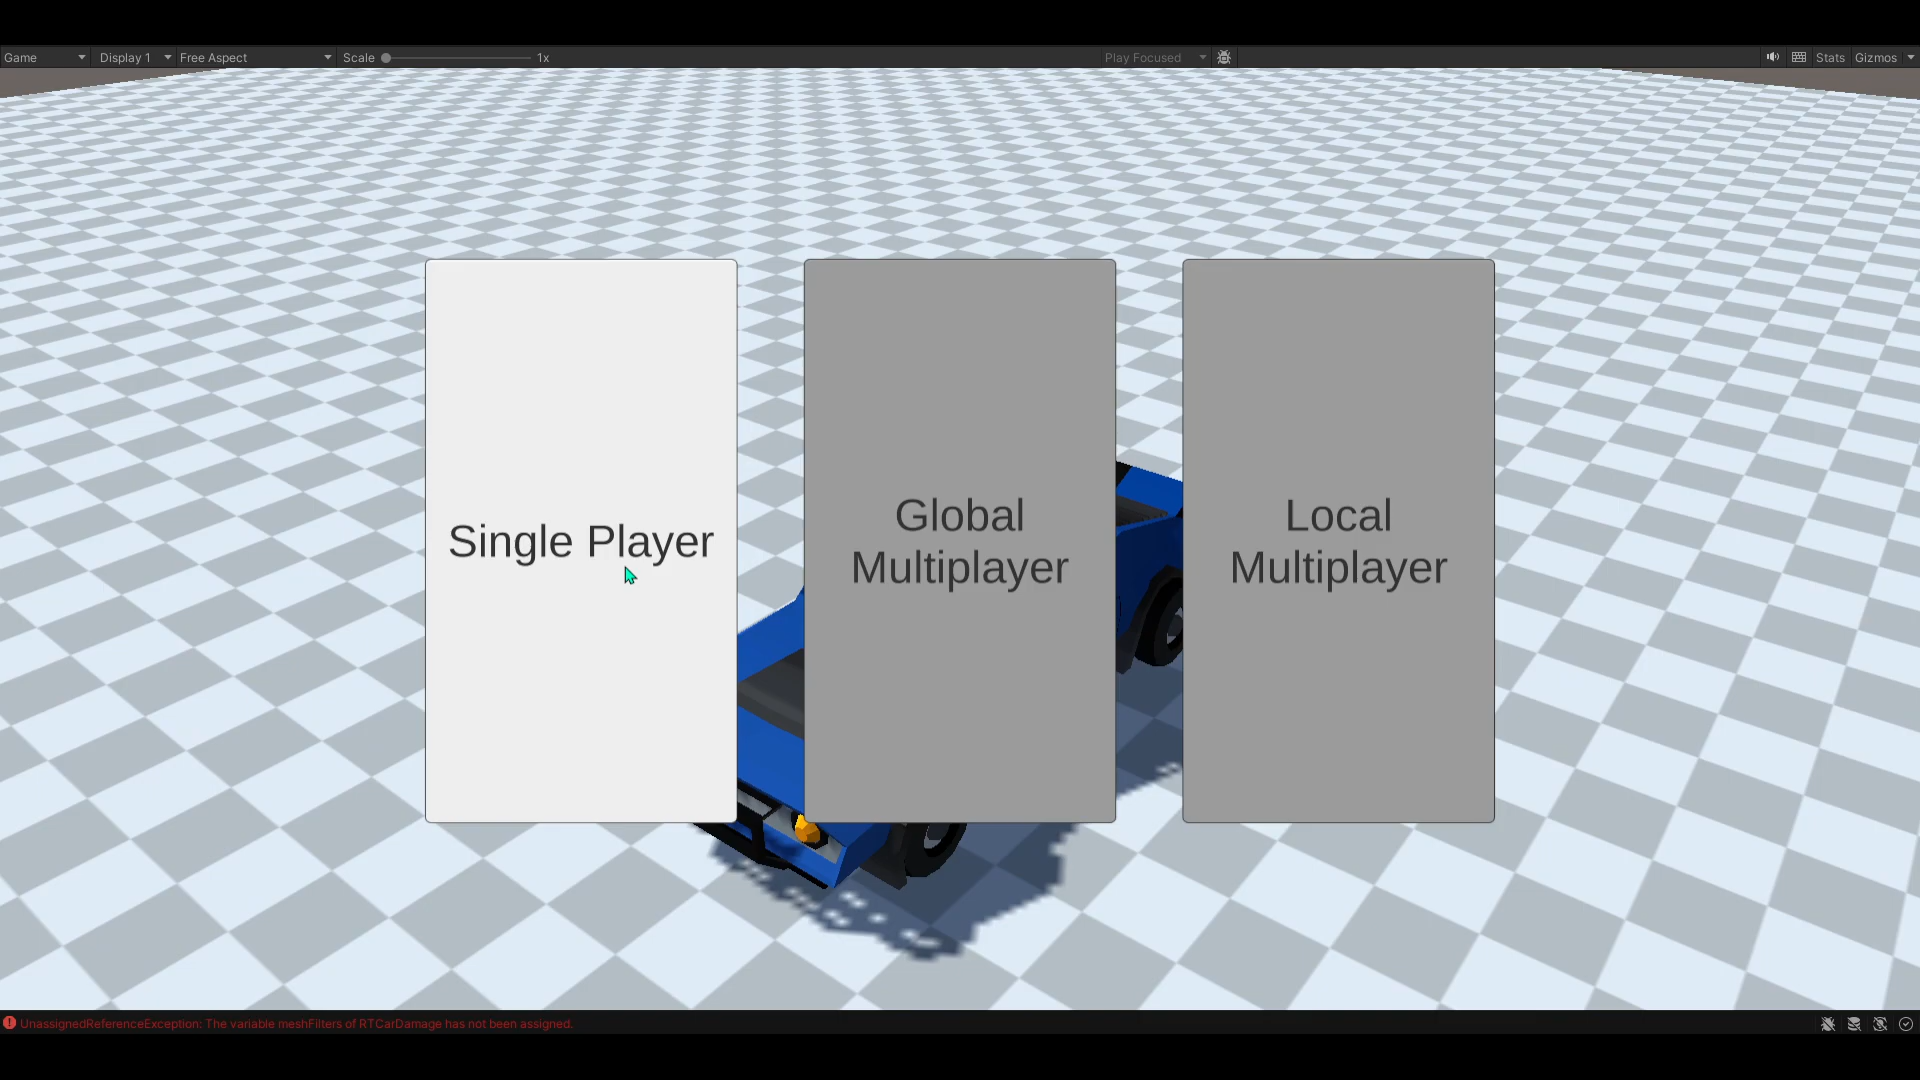 Game Display 1 Free Aspect Scale 1x Play Focused Stats Gizmos
Single Player
Global
Multiplayer
Local
Multiplayer
UnassignedReferenceException: The variable meshFilters of RTCarDamage has not been assigned.